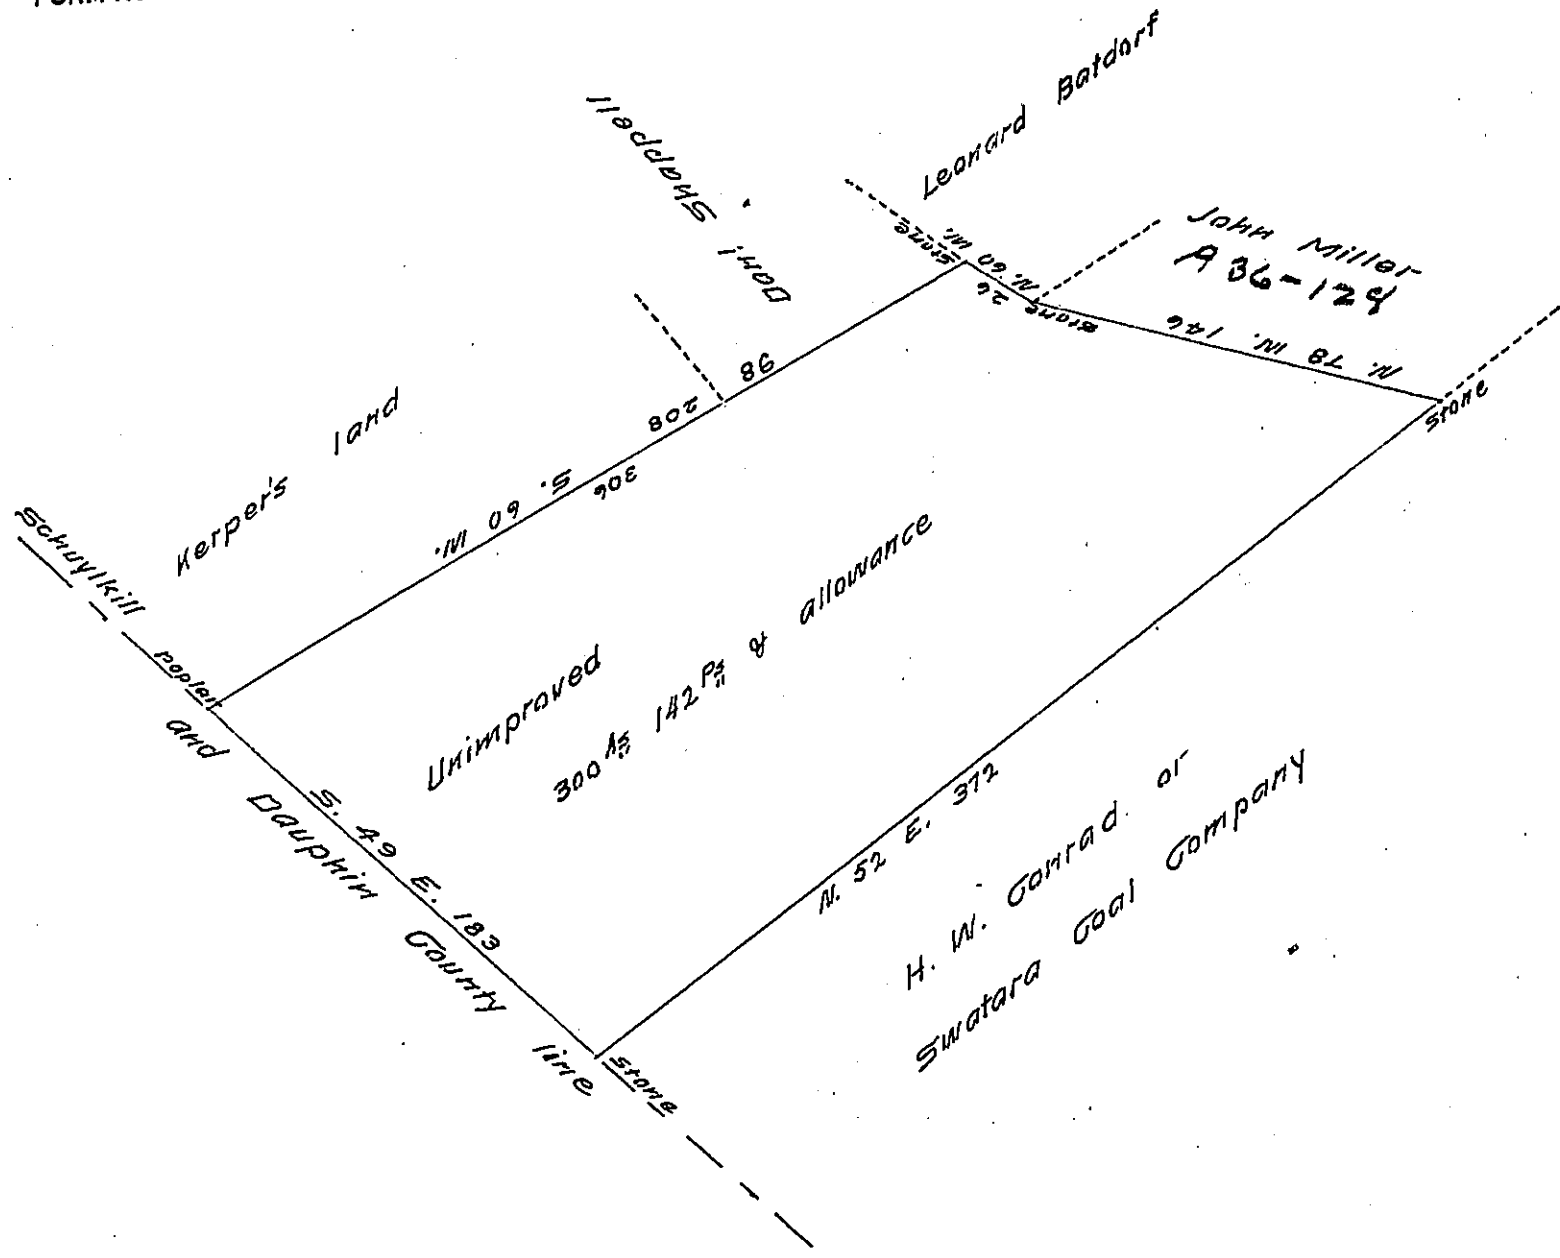 Leonard Batdorf
Danl Shappell
John Miller
A 36-124
stone
N. 60 W.
26
stone
N. 78 W. 146
stone
98
208
S. 60 W.
306
Kerper's land
Schuylkill
poplar
and Dauphin County line
S. 49 E. 183
Unimproved
300 As 142 Ps & allowance
N. 52 E. 372
stone
H. W. Conrad or
Swatara Coal Company